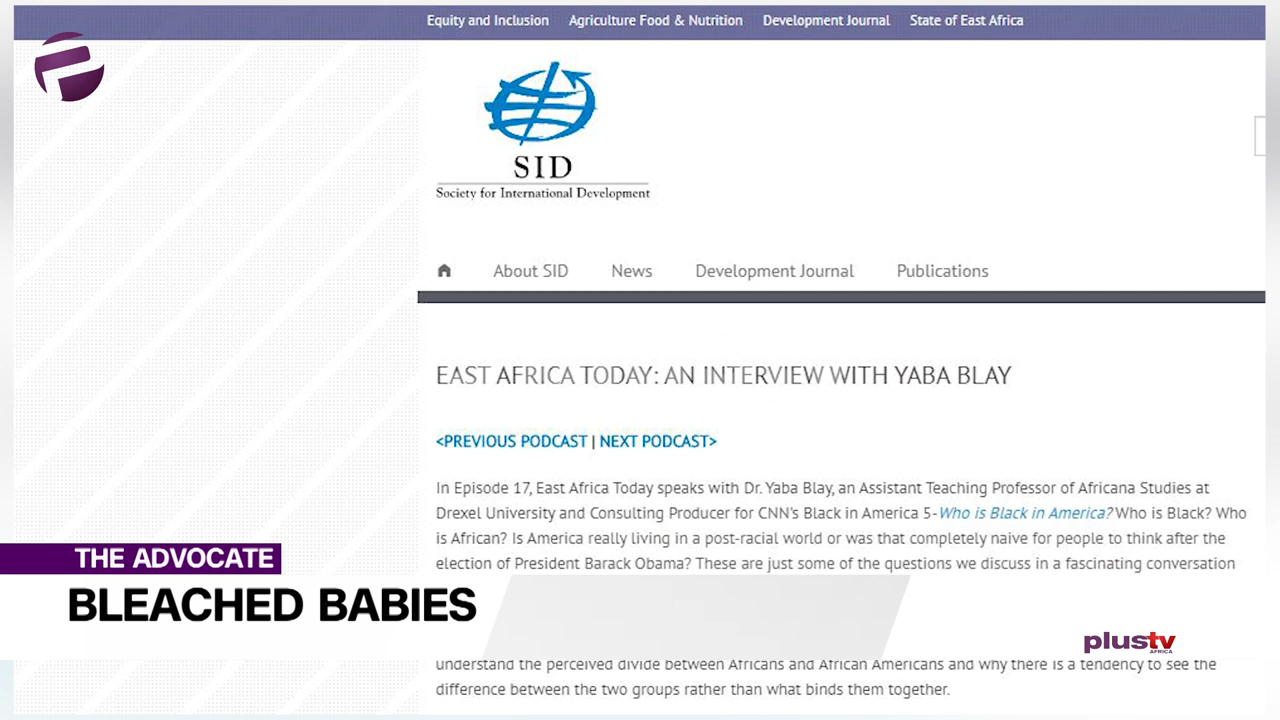 Equity and Inclusion Agriculture Food & Nutrition Development Journal State of East Africa
SID
Society for International Development
About SID News Development Journal Publications
EAST AFRICA TODAY: AN INTERVIEW WITH YABA BLAY
<PREVIOUS PODCAST | NEXT PODCAST>
In Episode 17, East Africa Today speaks with Dr. Yaba Blay, an Assistant Teaching Professor of Africana Studies at
Drexel University and Consulting Producer for CNN's Black in America 5-Who is Black in America? Who is Black? Who
is African? Is America really living in a post-racial world or was that completely naive for people to think after the
election of President Barack Obama? These are just some of the questions we discuss in a fascinating conversation
THE ADVOCATE
BLEACHED BABIES
plustv
AFRICA
understand the perceived divide between Africans and African Americans and why there is a tendency to see the
difference between the two groups rather than what binds them together.